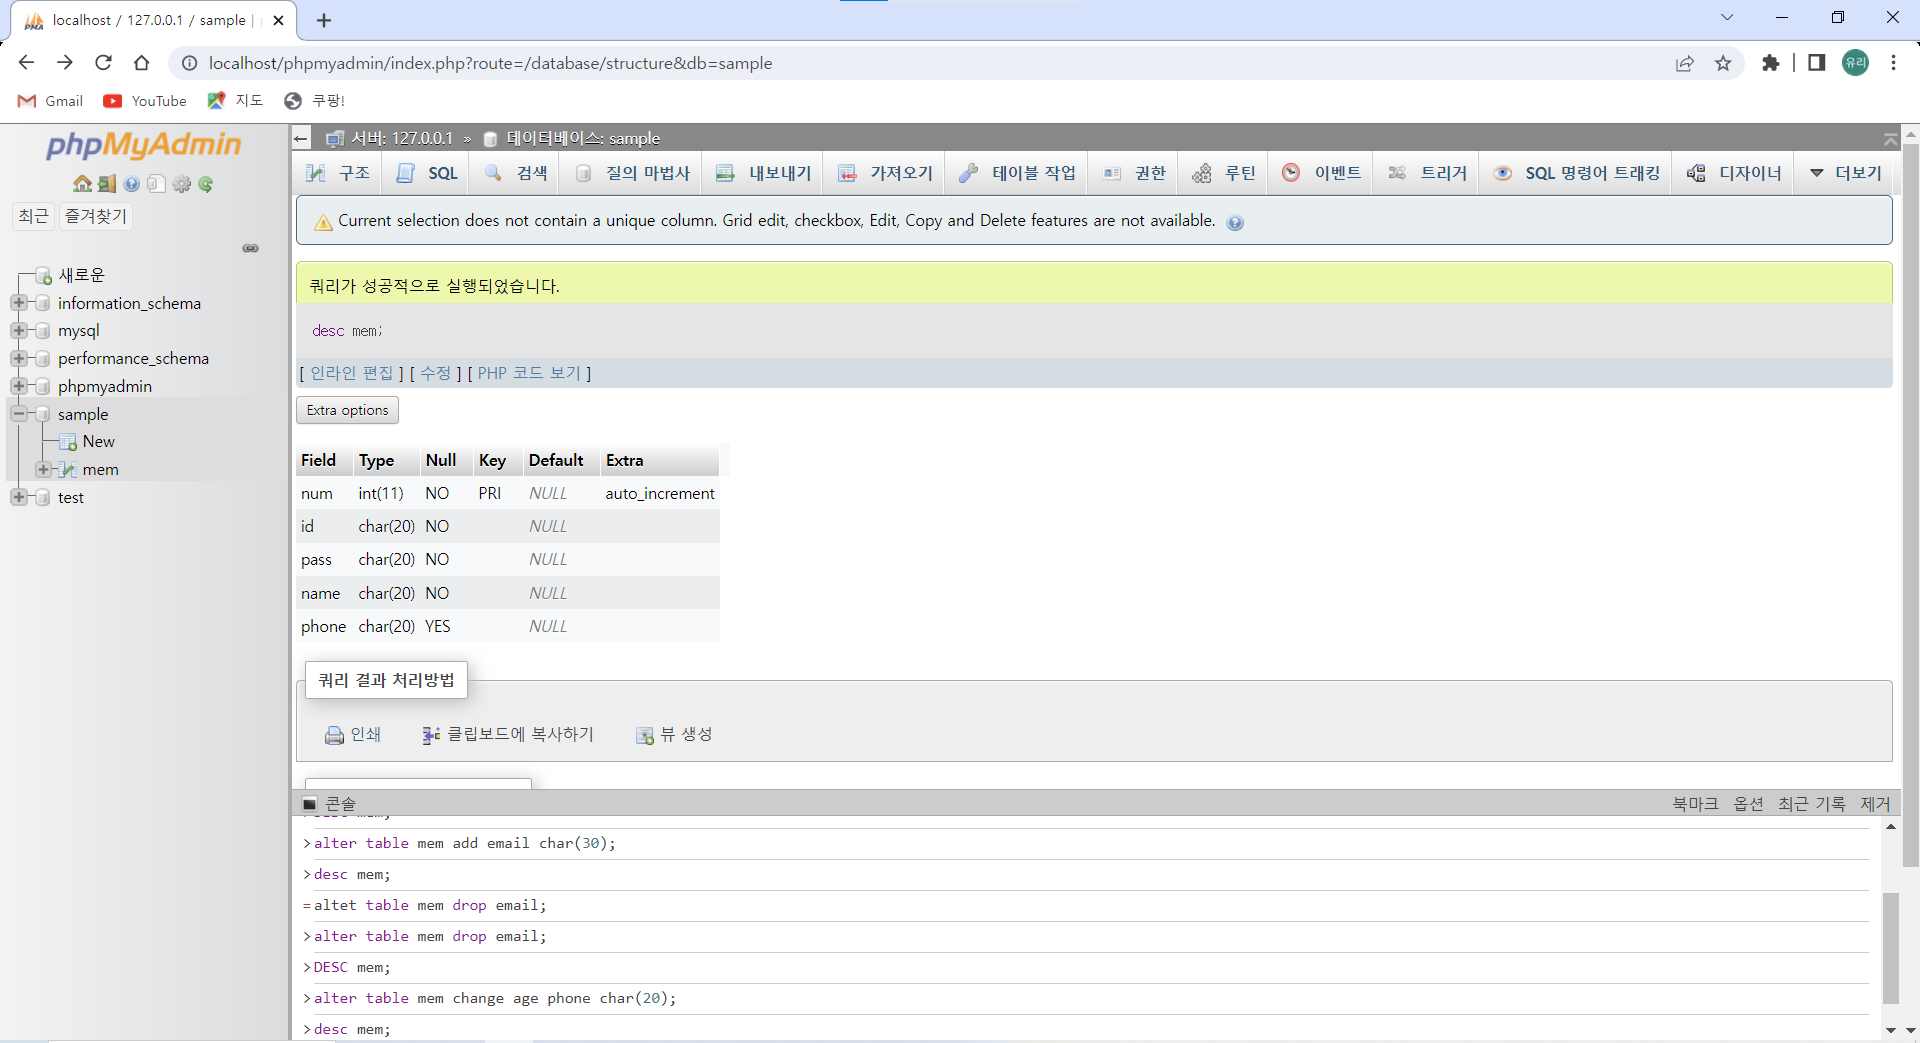 localhost / 127.0.0.1 / sample |
localhost/phpmyadmin/index.php?route=/database/structure&db=sample
유리
Gmail YouTube 지도 쿠팡!
phpMyAdmin
최근 즐겨찾기
새로운
information_schema
mysql
performance_schema
phpmyadmin
sample
New
mem
test
서버: 127.0.0.1 » 데이터베이스: sample
구조 SQL 검색 질의 마법사 내보내기 가져오기 테이블 작업 권한 루틴 이벤트 트리거 SQL 명령어 트래킹 디자이너 더보기
Current selection does not contain a unique column. Grid edit, checkbox, Edit, Copy and Delete features are not available.
쿼리가 성공적으로 실행되었습니다.
desc mem;
[ 인라인 편집 ] [ 수정 ] [ PHP 코드 보기 ]
Extra options
Field Type Null Key Default Extra
num int(11) NO PRI NULL auto_increment
id char(20) NO NULL
pass char(20) NO NULL
name char(20) NO NULL
phone char(20) YES NULL
쿼리 결과 처리방법
인쇄 클립보드에 복사하기 뷰 생성
콘솔 북마크 옵션 최근 기록 제거
>alter table mem add email char(30);
>desc mem;
=altet table mem drop email;
>alter table mem drop email;
>DESC mem;
>alter table mem change age phone char(20);
>desc mem;